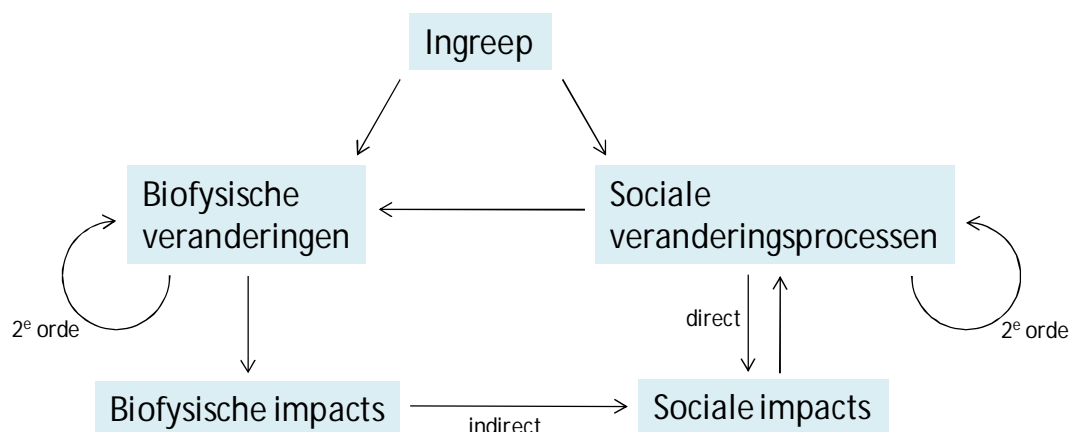 Ingreep
Biofysische
veranderingen
Sociale
veranderingsprocessen
2e orde
direct
2e orde
Biofysische impacts
indirect
Sociale impacts